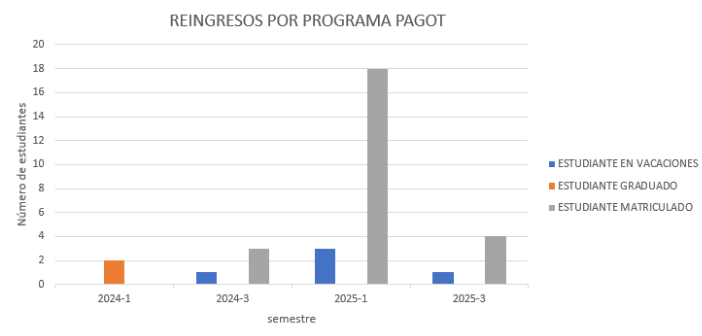 REINGRESOS POR PROGRAMA PAGOT
20
18
16
14
12
10
8
6
4
2
0
Número de estudiantes
2024-1 2024-3 2025-1 2025-3
semestre
ESTUDIANTE EN VACACIONES
ESTUDIANTE GRADUADO
ESTUDIANTE MATRICULADO